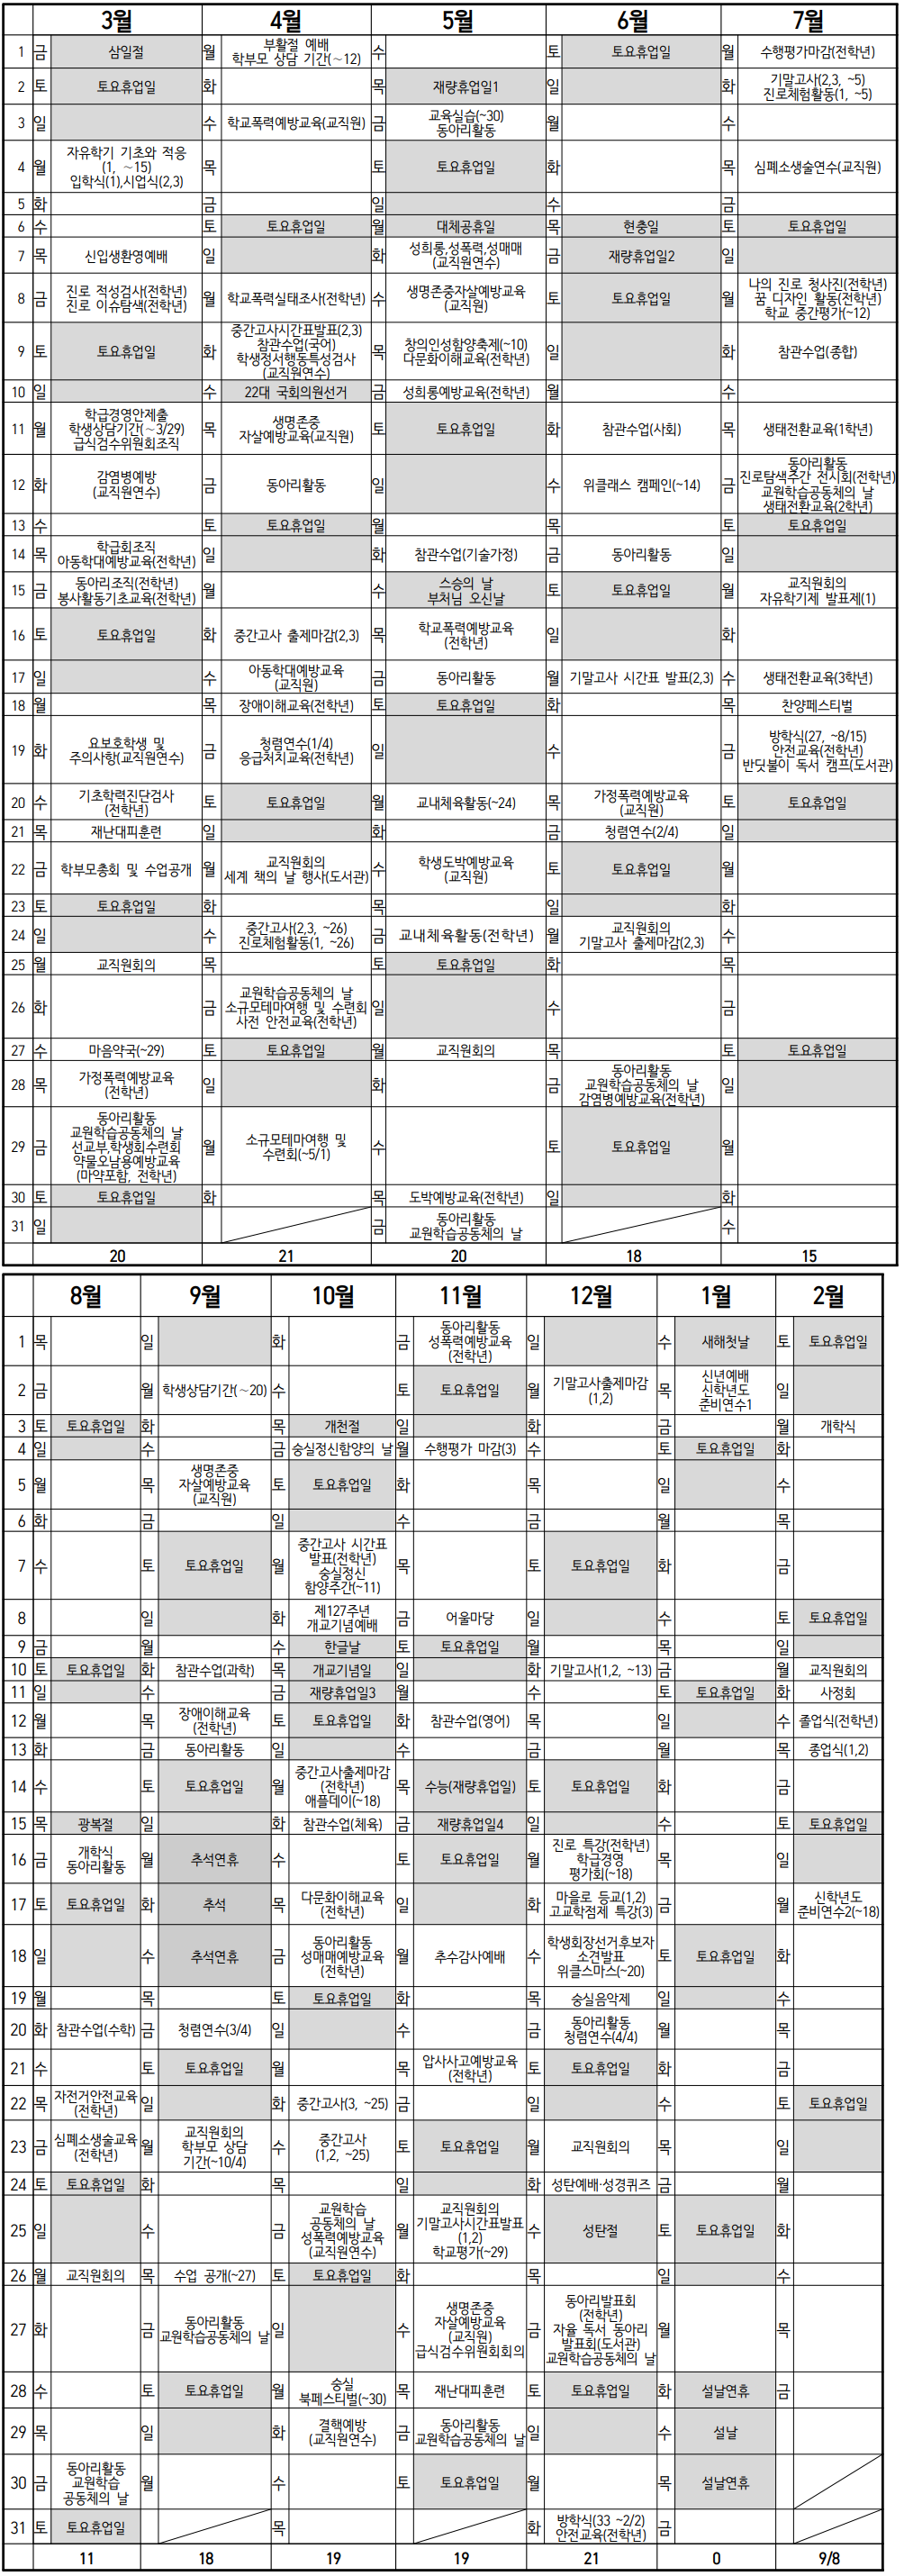 3월 4월 5월 6월 7월
1 금 삼일절 월 부활절 예배 수 토 토요휴업일 월 수행평가마감(전학년)
학부모 상담 기간(~12)
2 토 토요휴업일 화 목 재량휴업일1 일 화 기말고사(2,3, ~5)
진로체험활동(1, ~5)
3 일 수 학교폭력예방교육(교직원) 금 교육실습(~30) 월 수
동아리활동
4 월 자유학기 기초와 적응 목 토 토요휴업일 화 목 심폐소생술연수(교직원)
(1, ~15)
입학식(1),시업식(2,3)
5 화 금 일 수 금
6 수 토 토요휴업일 월 대체공휴일 목 현충일 토 토요휴업일
7 목 신입생환영예배 일 화 성희롱,성폭력,성매매 금 재량휴업일2 일
(교직원연수)
8 금 진로 적성검사(전학년) 월 학교폭력실태조사(전학년) 수 생명존중자살예방교육 토 토요휴업일 월 나의 진로 청사진(전학년)
진로 이슈탐색(전학년) (교직원) 꿈 디자인 활동(전학년)
학교 중간평가(~12)
9 토 토요휴업일 화 중간고사시간표발표(2,3) 목 창의인성함양축제(~10) 일 화 참관수업(종합)
참관수업(국어) 다문화이해교육(전학년)
학생정서행동특성검사
(교직원연수)
10 일 수 22대 국회의원선거 금 성희롱예방교육(전학년) 월 수
11 월 학급경영안제출 목 생명존중 토 토요휴업일 화 참관수업(사회) 목 생태전환교육(1학년)
학생상담기간(~3/29) 자살예방교육(교직원)
급식검수위원회조직
12 화 감염병예방 금 동아리활동 일 수 위클래스 캠페인(~14) 금 동아리활동
(교직원연수) 진로탐색주간 전시회(전학년)
교원학습공동체의 날
생태전환교육(2학년)
13 수 토 토요휴업일 월 목 토 토요휴업일
14 목 학급회조직 일 화 참관수업(기술가정) 금 동아리활동 일
아동학대예방교육(전학년)
15 금 동아리조직(전학년) 월 수 스승의 날 토 토요휴업일 월 교직원회의
봉사활동기초교육(전학년) 부처님 오신날 자유학기제 발표제(1)
16 토 토요휴업일 화 중간고사 출제마감(2,3) 목 학교폭력예방교육 일 화
(전학년)
17 일 수 아동학대예방교육 금 동아리활동 월 기말고사 시간표 발표(2,3) 수 생태전환교육(3학년)
(교직원)
18 월 목 장애이해교육(전학년) 토 토요휴업일 화 목 찬양페스티벌
19 화 요보호학생 및 금 청렴연수(1/4) 일 수 금 방학식(27, ~8/15)
주의사항(교직원연수) 응급처치교육(전학년) 안전교육(전학년)
반딧불이 독서 캠프(도서관)
20 수 기초학력진단검사 토 토요휴업일 월 교내체육활동(~24) 목 가정폭력예방교육 토 토요휴업일
(전학년) (교직원)
21 목 재난대피훈련 일 화 금 청렴연수(2/4) 일
22 금 학부모총회 및 수업공개 월 교직원회의 수 학생도박예방교육 토 토요휴업일 월
세계 책의 날 행사(도서관) (교직원)
23 토 토요휴업일 화 목 일 화
24 일 수 중간고사(2,3, ~26) 금 교내체육활동(전학년) 월 교직원회의 수
진로체험활동(1, ~26) 기말고사 출제마감(2,3)
25 월 교직원회의 목 토 토요휴업일 화 목
26 화 금 교원학습공동체의 날 일 수 금
소규모테마여행 및 수련회
사전 안전교육(전학년)
27 수 마음약국(~29) 토 토요휴업일 월 교직원회의 목 토 토요휴업일
28 목 가정폭력예방교육 일 화 금 동아리활동 일
(전학년) 교원학습공동체의 날
감염병예방교육(전학년)
29 금 동아리활동 월 소규모테마여행 및 수 토 토요휴업일 월
교원학습공동체의 날 수련회(~5/1)
선교부,학생회수련회
약물오남용예방교육
(마약포함, 전학년)
30 토 토요휴업일 화 목 도박예방교육(전학년) 일 화
31 일 금 동아리활동 수
교원학습공동체의 날
20 21 20 18 15
8월 9월 10월 11월 12월 1월 2월
1 목 일 화 금 동아리활동 일 수 새해첫날 토 토요휴업일
성폭력예방교육
(전학년)
2 금 월 학생상담기간(~20) 수 토 토요휴업일 월 기말고사출제마감 목 신년예배 일
(1,2) 신학년도
준비연수1
3 토 토요휴업일 화 목 개천절 일 화 금 월 개학식
4 일 수 금 숭실정신함양의 날 월 수행평가 마감(3) 수 토 토요휴업일 화
5 월 목 생명존중 토 토요휴업일 화 목 일 수
자살예방교육
(교직원)
6 화 금 일 수 금 월 목
7 수 토 토요휴업일 월 중간고사 시간표 목 토 토요휴업일 화 금
발표(전학년)
숭실정신
함양주간(~11)
8 일 화 제127주년 금 어울마당 일 수 토 토요휴업일
개교기념예배
9 금 월 수 한글날 토 토요휴업일 월 목 일
10 토 토요휴업일 화 참관수업(과학) 목 개교기념일 일 화 기말고사(1,2, ~13) 금 월 교직원회의
11 일 수 금 재량휴업일3 월 수 토 토요휴업일 화 사정회
12 월 목 장애이해교육 토 토요휴업일 화 참관수업(영어) 목 일 수 졸업식(전학년)
(전학년)
13 화 금 동아리활동 일 수 금 월 목 종업식(1,2)
14 수 토 토요휴업일 월 중간고사출제마감 목 수능(재량휴업일) 토 토요휴업일 화 금
(전학년)
애플데이(~18)
15 목 광복절 일 화 참관수업(체육) 금 재량휴업일4 일 수 토 토요휴업일
16 금 개학식 월 추석연휴 수 토 토요휴업일 월 진로 특강(전학년) 목 일
동아리활동 학급경영
평가회(~18)
17 토 토요휴업일 화 추석 목 다문화이해교육 일 화 마을로 등교(1,2) 금 월 신학년도
(전학년) 고교학점제 특강(3) 준비연수2(~18)
18 일 수 추석연휴 금 동아리활동 월 추수감사예배 수 학생회장선거후보자 토 토요휴업일 화
성매매예방교육 소견발표
(전학년) 위클스마스(~20)
19 월 목 토 토요휴업일 화 목 숭실음악제 일 수
20 화 참관수업(수학) 금 청렴연수(3/4) 일 수 금 동아리활동 월 목
청렴연수(4/4)
21 수 토 토요휴업일 월 목 압사사고예방교육 토 토요휴업일 화 금
(전학년)
22 목 자전거안전교육 일 화 중간고사(3, ~25) 금 일 수 토 토요휴업일
(전학년)
23 금 심폐소생술교육 월 교직원회의 수 중간고사 토 토요휴업일 월 교직원회의 목 일
(전학년) 학부모 상담 (1,2, ~25)
기간(~10/4)
24 토 토요휴업일 화 목 일 화 성탄예배·성경퀴즈 금 월
25 일 수 금 교원학습 월 교직원회의 수 성탄절 토 토요휴업일 화
공동체의 날 기말고사시간표발표
성폭력예방교육 (1,2)
(교직원연수) 학교평가(~29)
26 월 교직원회의 목 수업 공개(~27) 토 토요휴업일 화 목 일 수
27 화 금 동아리활동 일 수 생명존중 금 동아리발표회 월 목
교원학습공동체의 날 자살예방교육 (전학년)
(교직원) 자율 독서 동아리
급식검수위원회회의 발표회(도서관)
교원학습공동체의 날
28 수 토 토요휴업일 월 숭실 목 재난대피훈련 토 토요휴업일 화 설날연휴 금
북페스티벌(~30)
29 목 일 화 결핵예방 금 동아리활동 일 수 설날
(교직원연수) 교원학습공동체의 날
30 금 동아리활동 월 수 토 토요휴업일 월 목 설날연휴
교원학습
공동체의 날
31 토 토요휴업일 목 화 방학식(33 ~2/2) 금
안전교육(전학년)
11 18 19 19 21 0 9/8